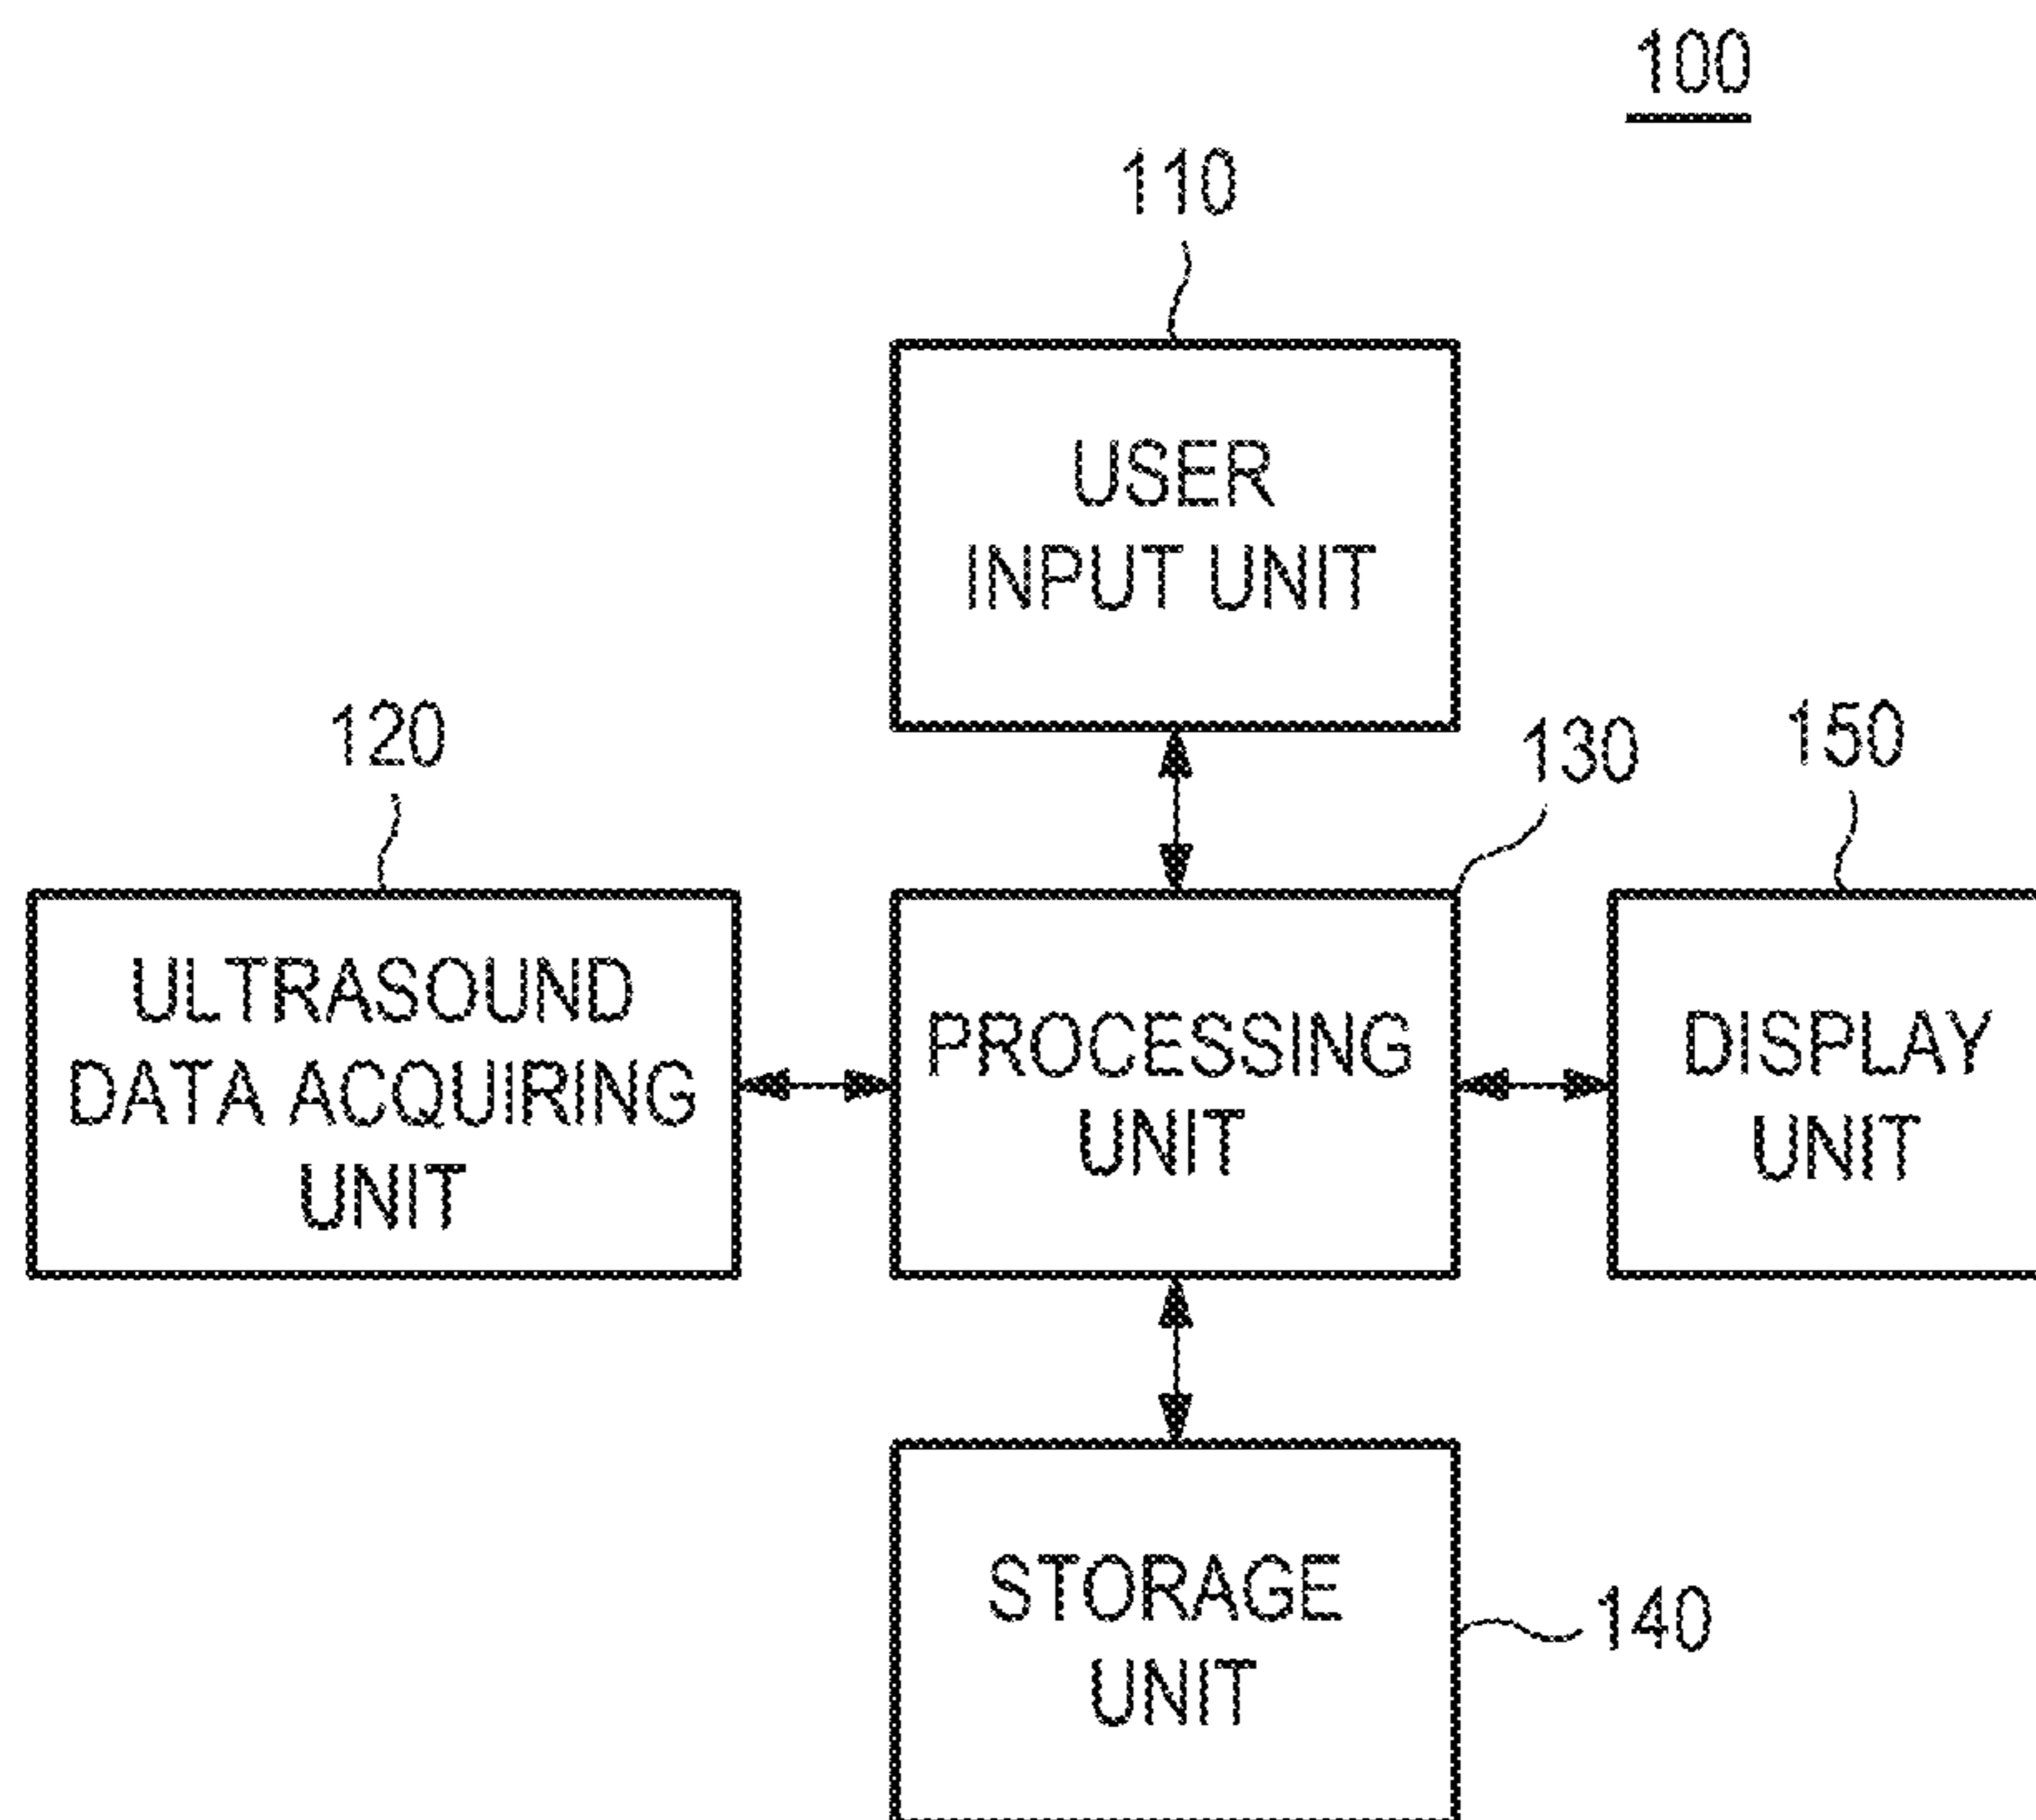 100
110
USER
INPUT UNIT
120
130
150
ULTRASOUND
DATA ACQUIRING
UNIT
PROCESSING
UNIT
DISPLAY
UNIT
STORAGE
UNIT
140